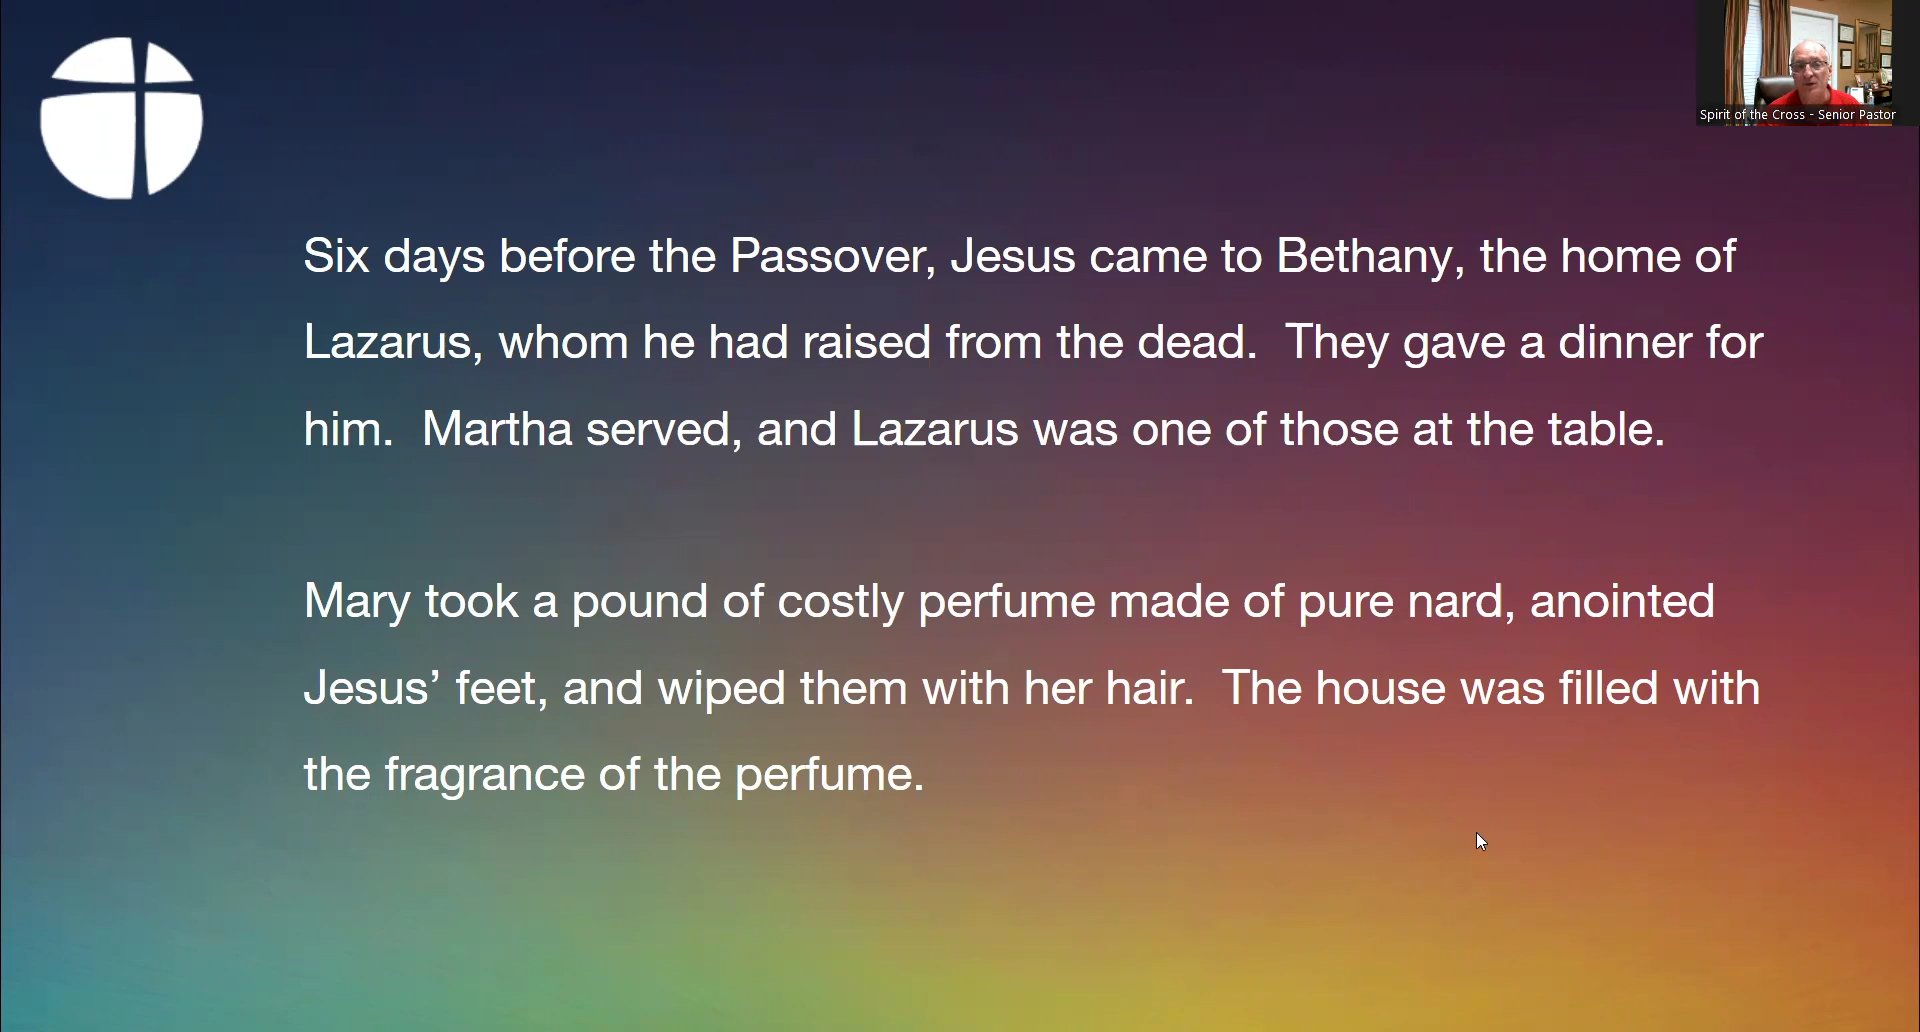 Spirit of the Cross - Senior Pastor
Six days before the Passover, Jesus came to Bethany, the home of
Lazarus, whom he had raised from the dead.  They gave a dinner for
him.  Martha served, and Lazarus was one of those at the table.
Mary took a pound of costly perfume made of pure nard, anointed
Jesus’ feet, and wiped them with her hair.  The house was filled with
the fragrance of the perfume.